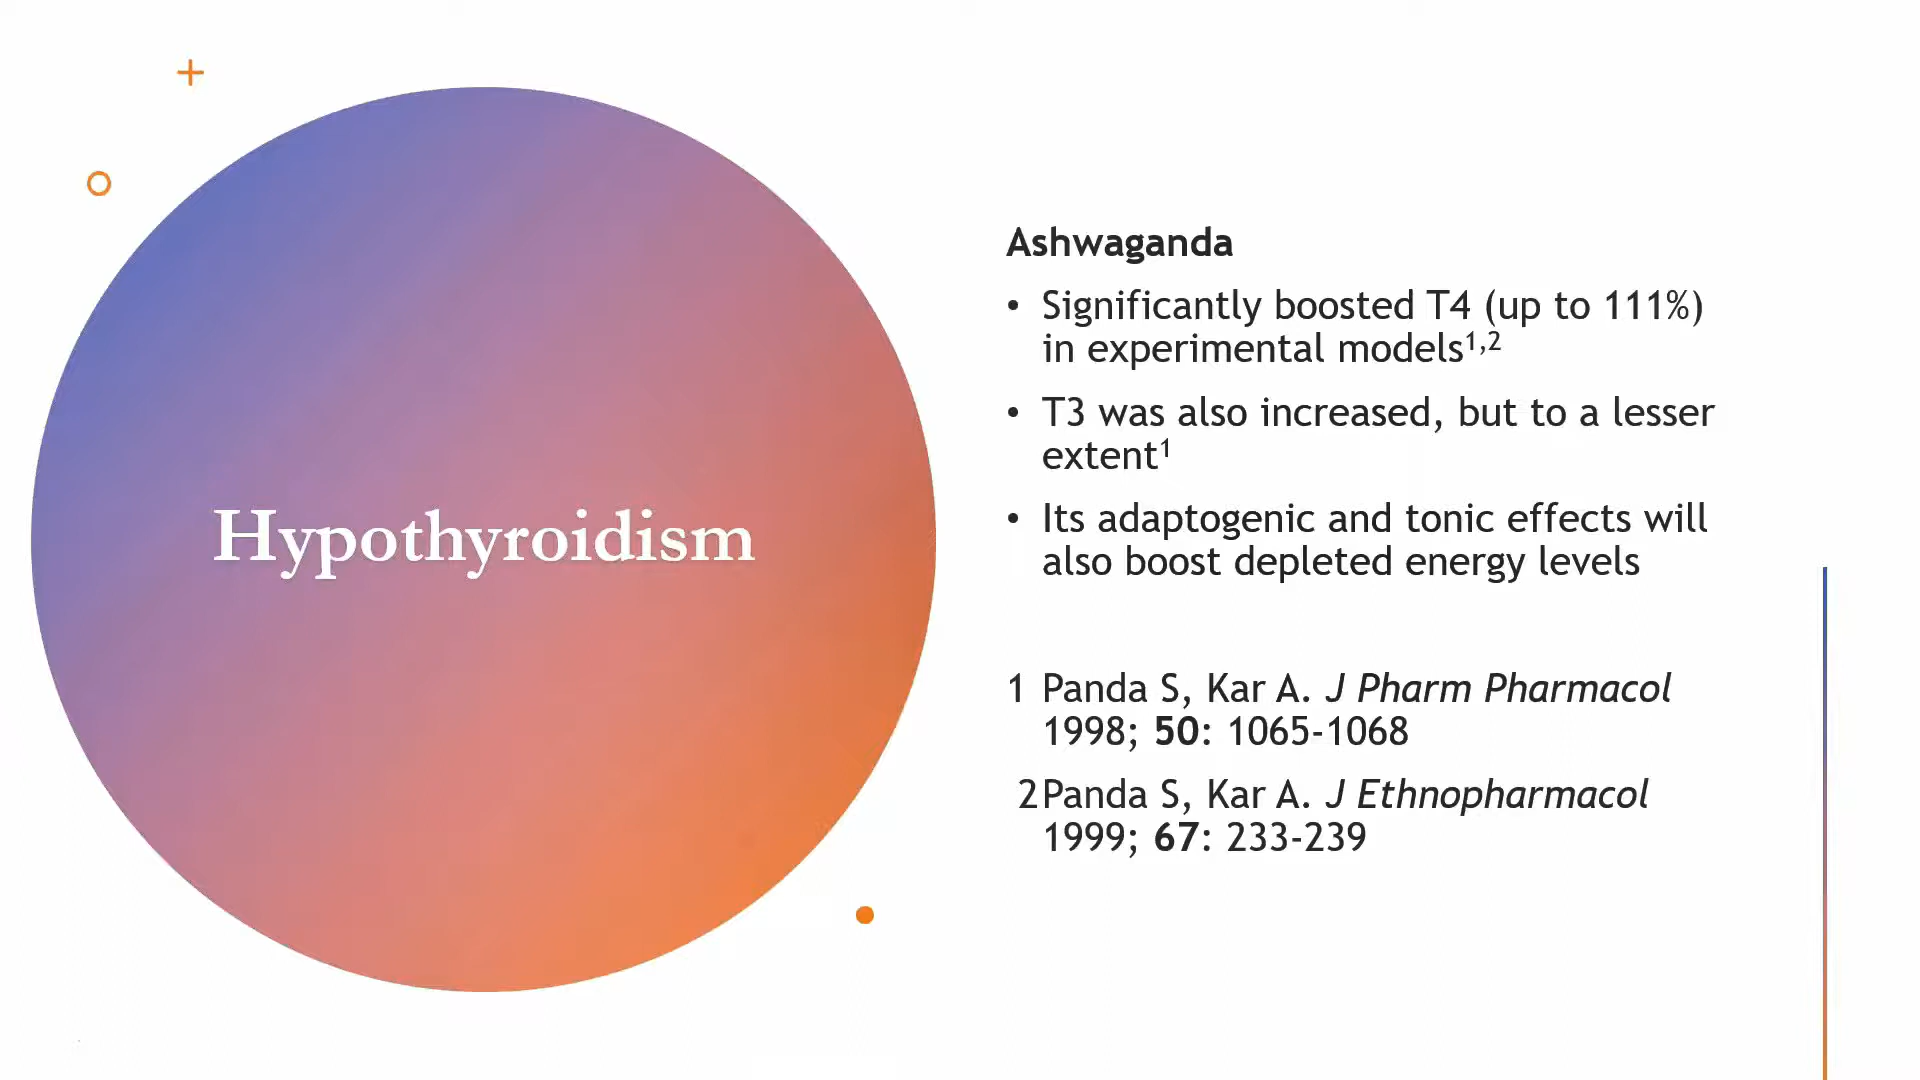 Hypothyroidism
Ashwaganda
• Significantly boosted T4 (up to 111%)
in experimental models1,2
• T3 was also increased, but to a lesser
extent1
• Its adaptogenic and tonic effects will
also boost depleted energy levels
1 Panda S, Kar A. J Pharm Pharmacol
1998; 50: 1065-1068
2Panda S, Kar A. J Ethnopharmacol
1999; 67: 233-239